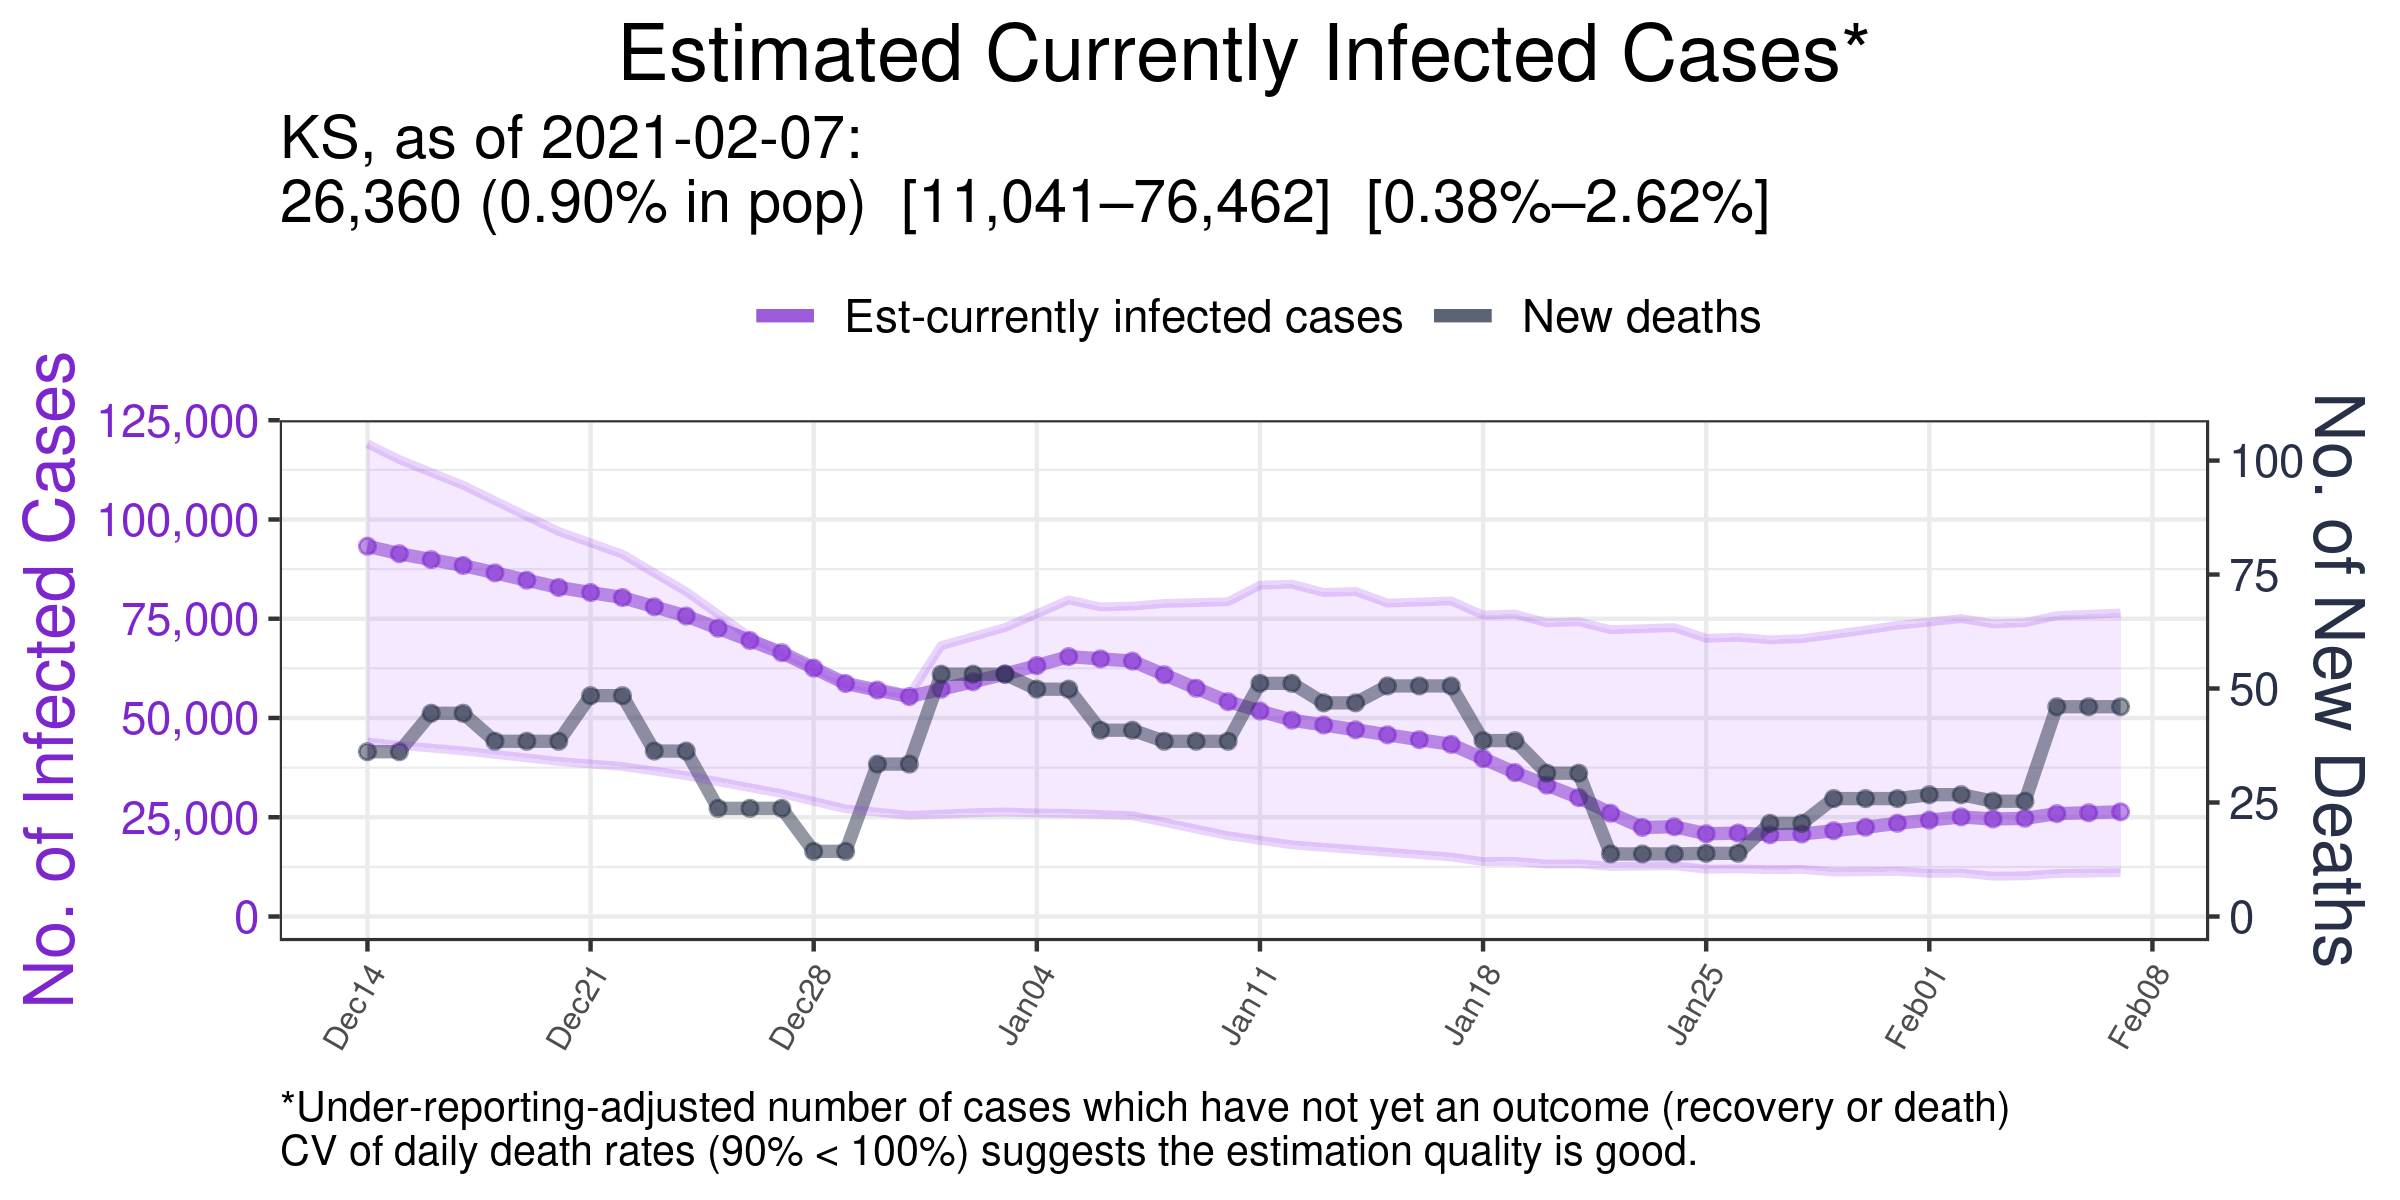 Estimated Currently Infected Cases*
KS, as of 2021-02-07:
26,360 (0.90% in pop)  [11,041–76,462]  [0.38%–2.62%]
Est-currently infected cases
New deaths
No. of Infected Cases
125,000
100,000
75,000
50,000
25,000
0
100
75
50
25
0
No. of New Deaths
Dec14
Dec21
Dec28
Jan04
Jan11
Jan18
Jan25
Feb01
Feb08
*Under-reporting-adjusted number of cases which have not yet an outcome (recovery or death)
CV of daily death rates (90% < 100%) suggests the estimation quality is good.